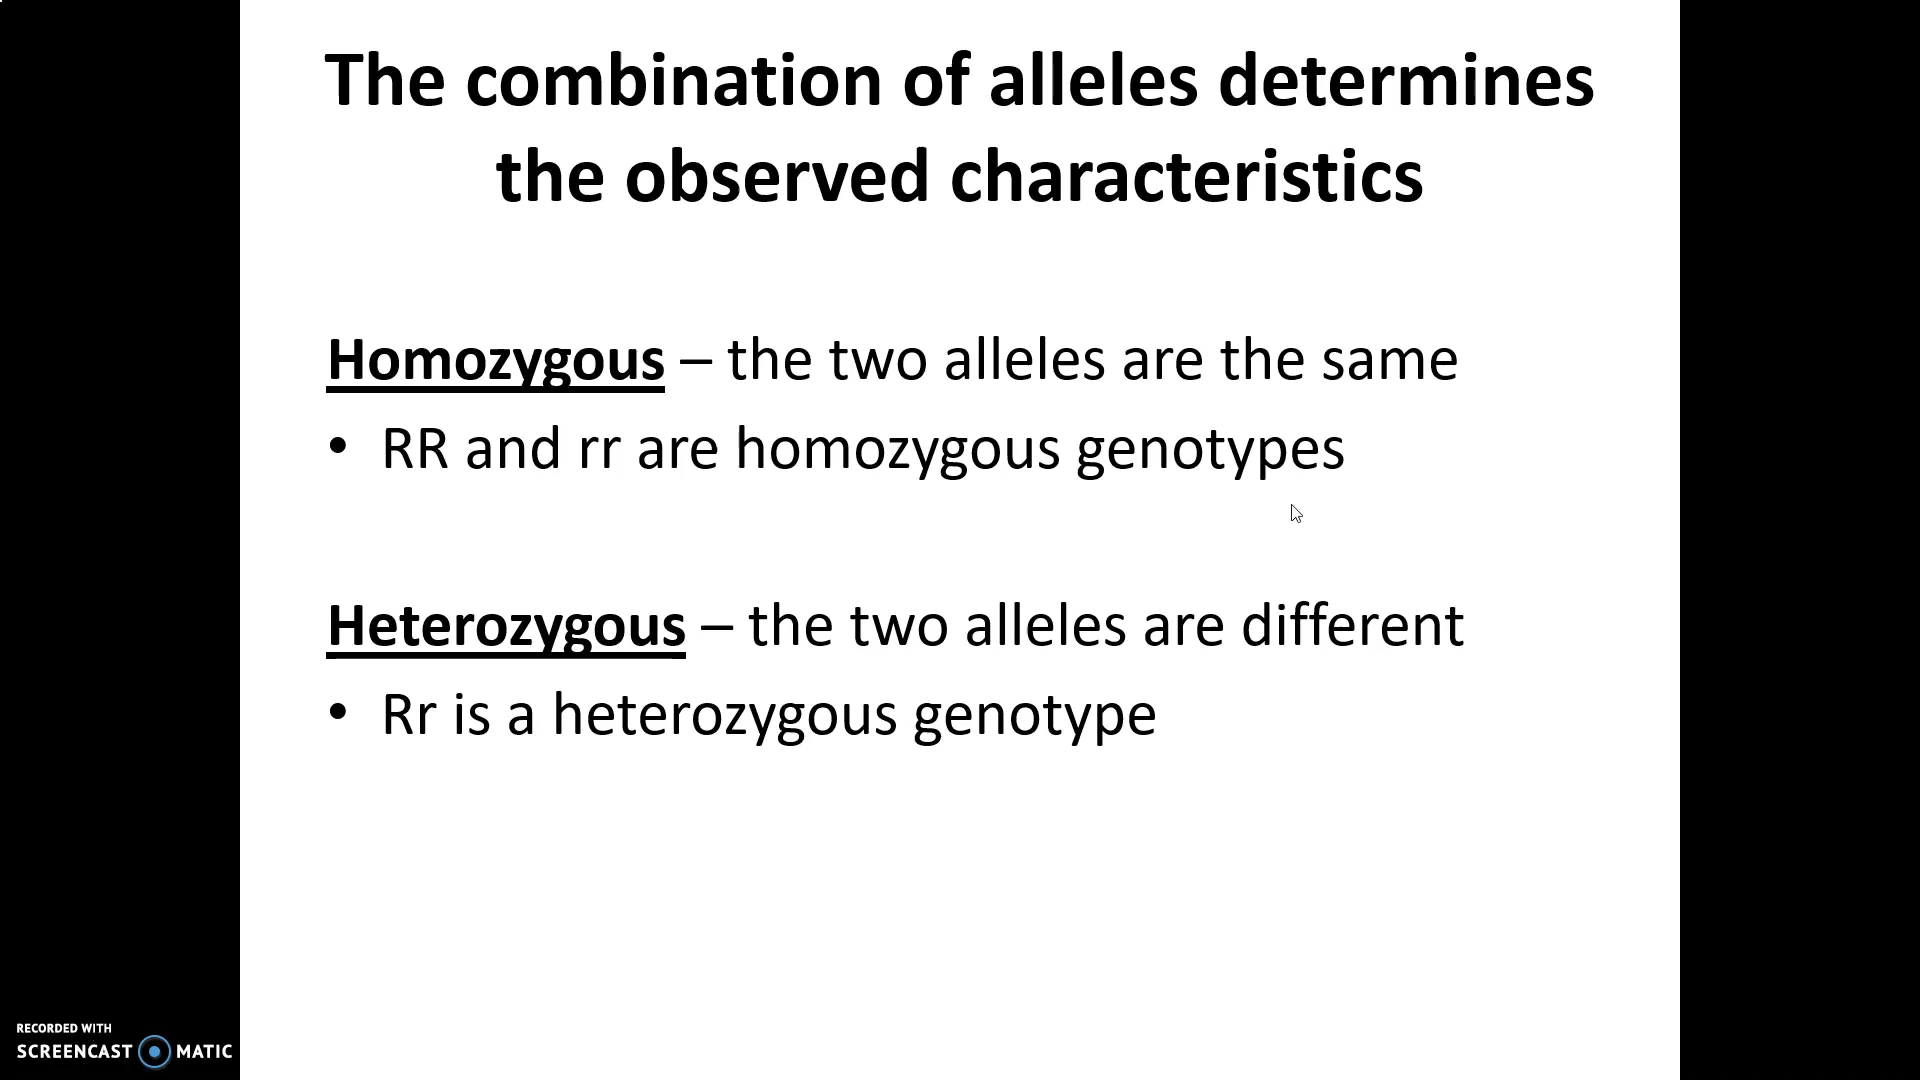 The combination of alleles determines
the observed characteristics
Homozygous – the two alleles are the same
• RR and rr are homozygous genotypes
Heterozygous – the two alleles are different
• Rr is a heterozygous genotype
RECORDED WITH
SCREENCAST MATIC